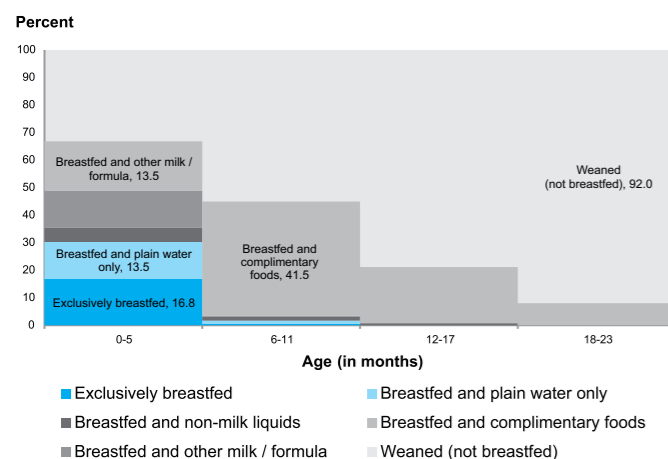 Percent
100
90
80
70
60
50
40
30
20
10
0
Breastfed and other milk /
formula, 13.5
Breastfed and plain water
only, 13.5
Exclusively breastfed, 16.8
Breastfed and
complimentary
foods, 41.5
Weaned
(not breastfed), 92.0
0-5
6-11
12-17
18-23
Age (in months)
Exclusively breastfed
Breastfed and plain water only
Breastfed and non-milk liquids
Breastfed and complimentary foods
Breastfed and other milk / formula
Weaned (not breastfed)